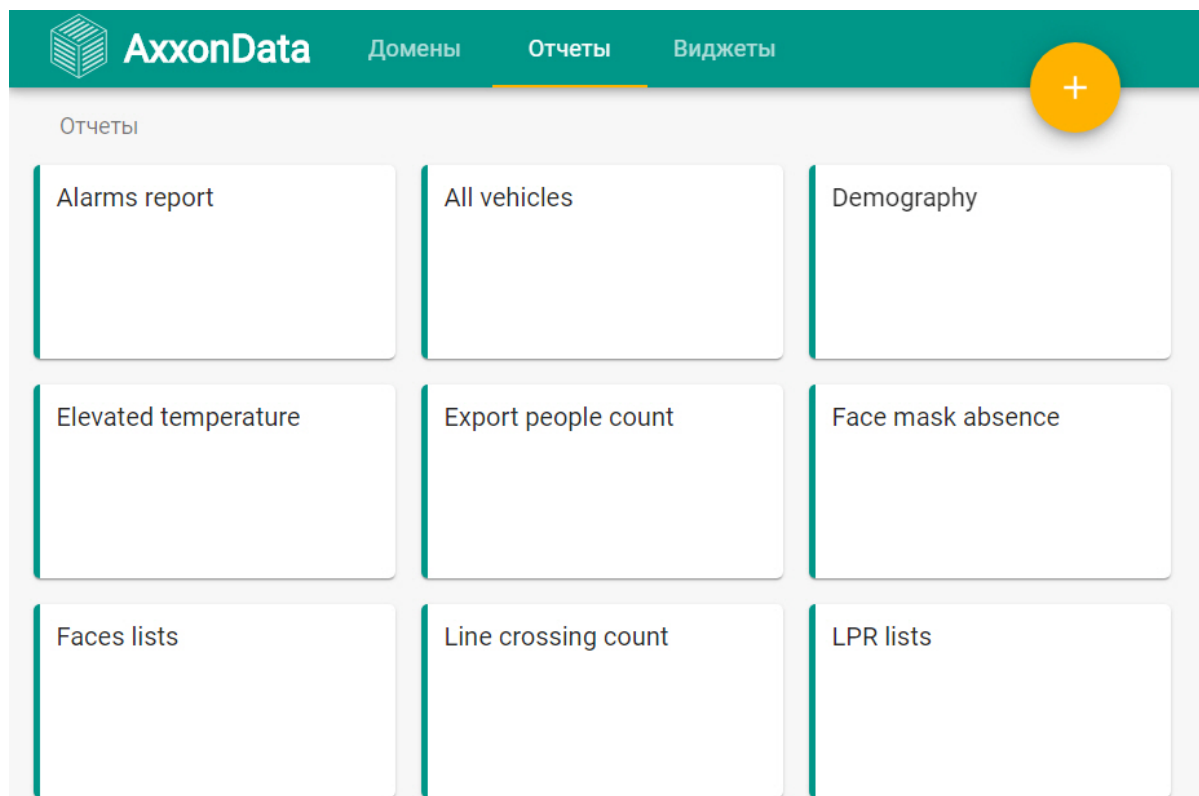 AxxonData Домены Отчеты Виджеты
+
Отчеты
Alarms report All vehicles Demography
Elevated temperature Export people count Face mask absence
Faces lists Line crossing count LPR lists